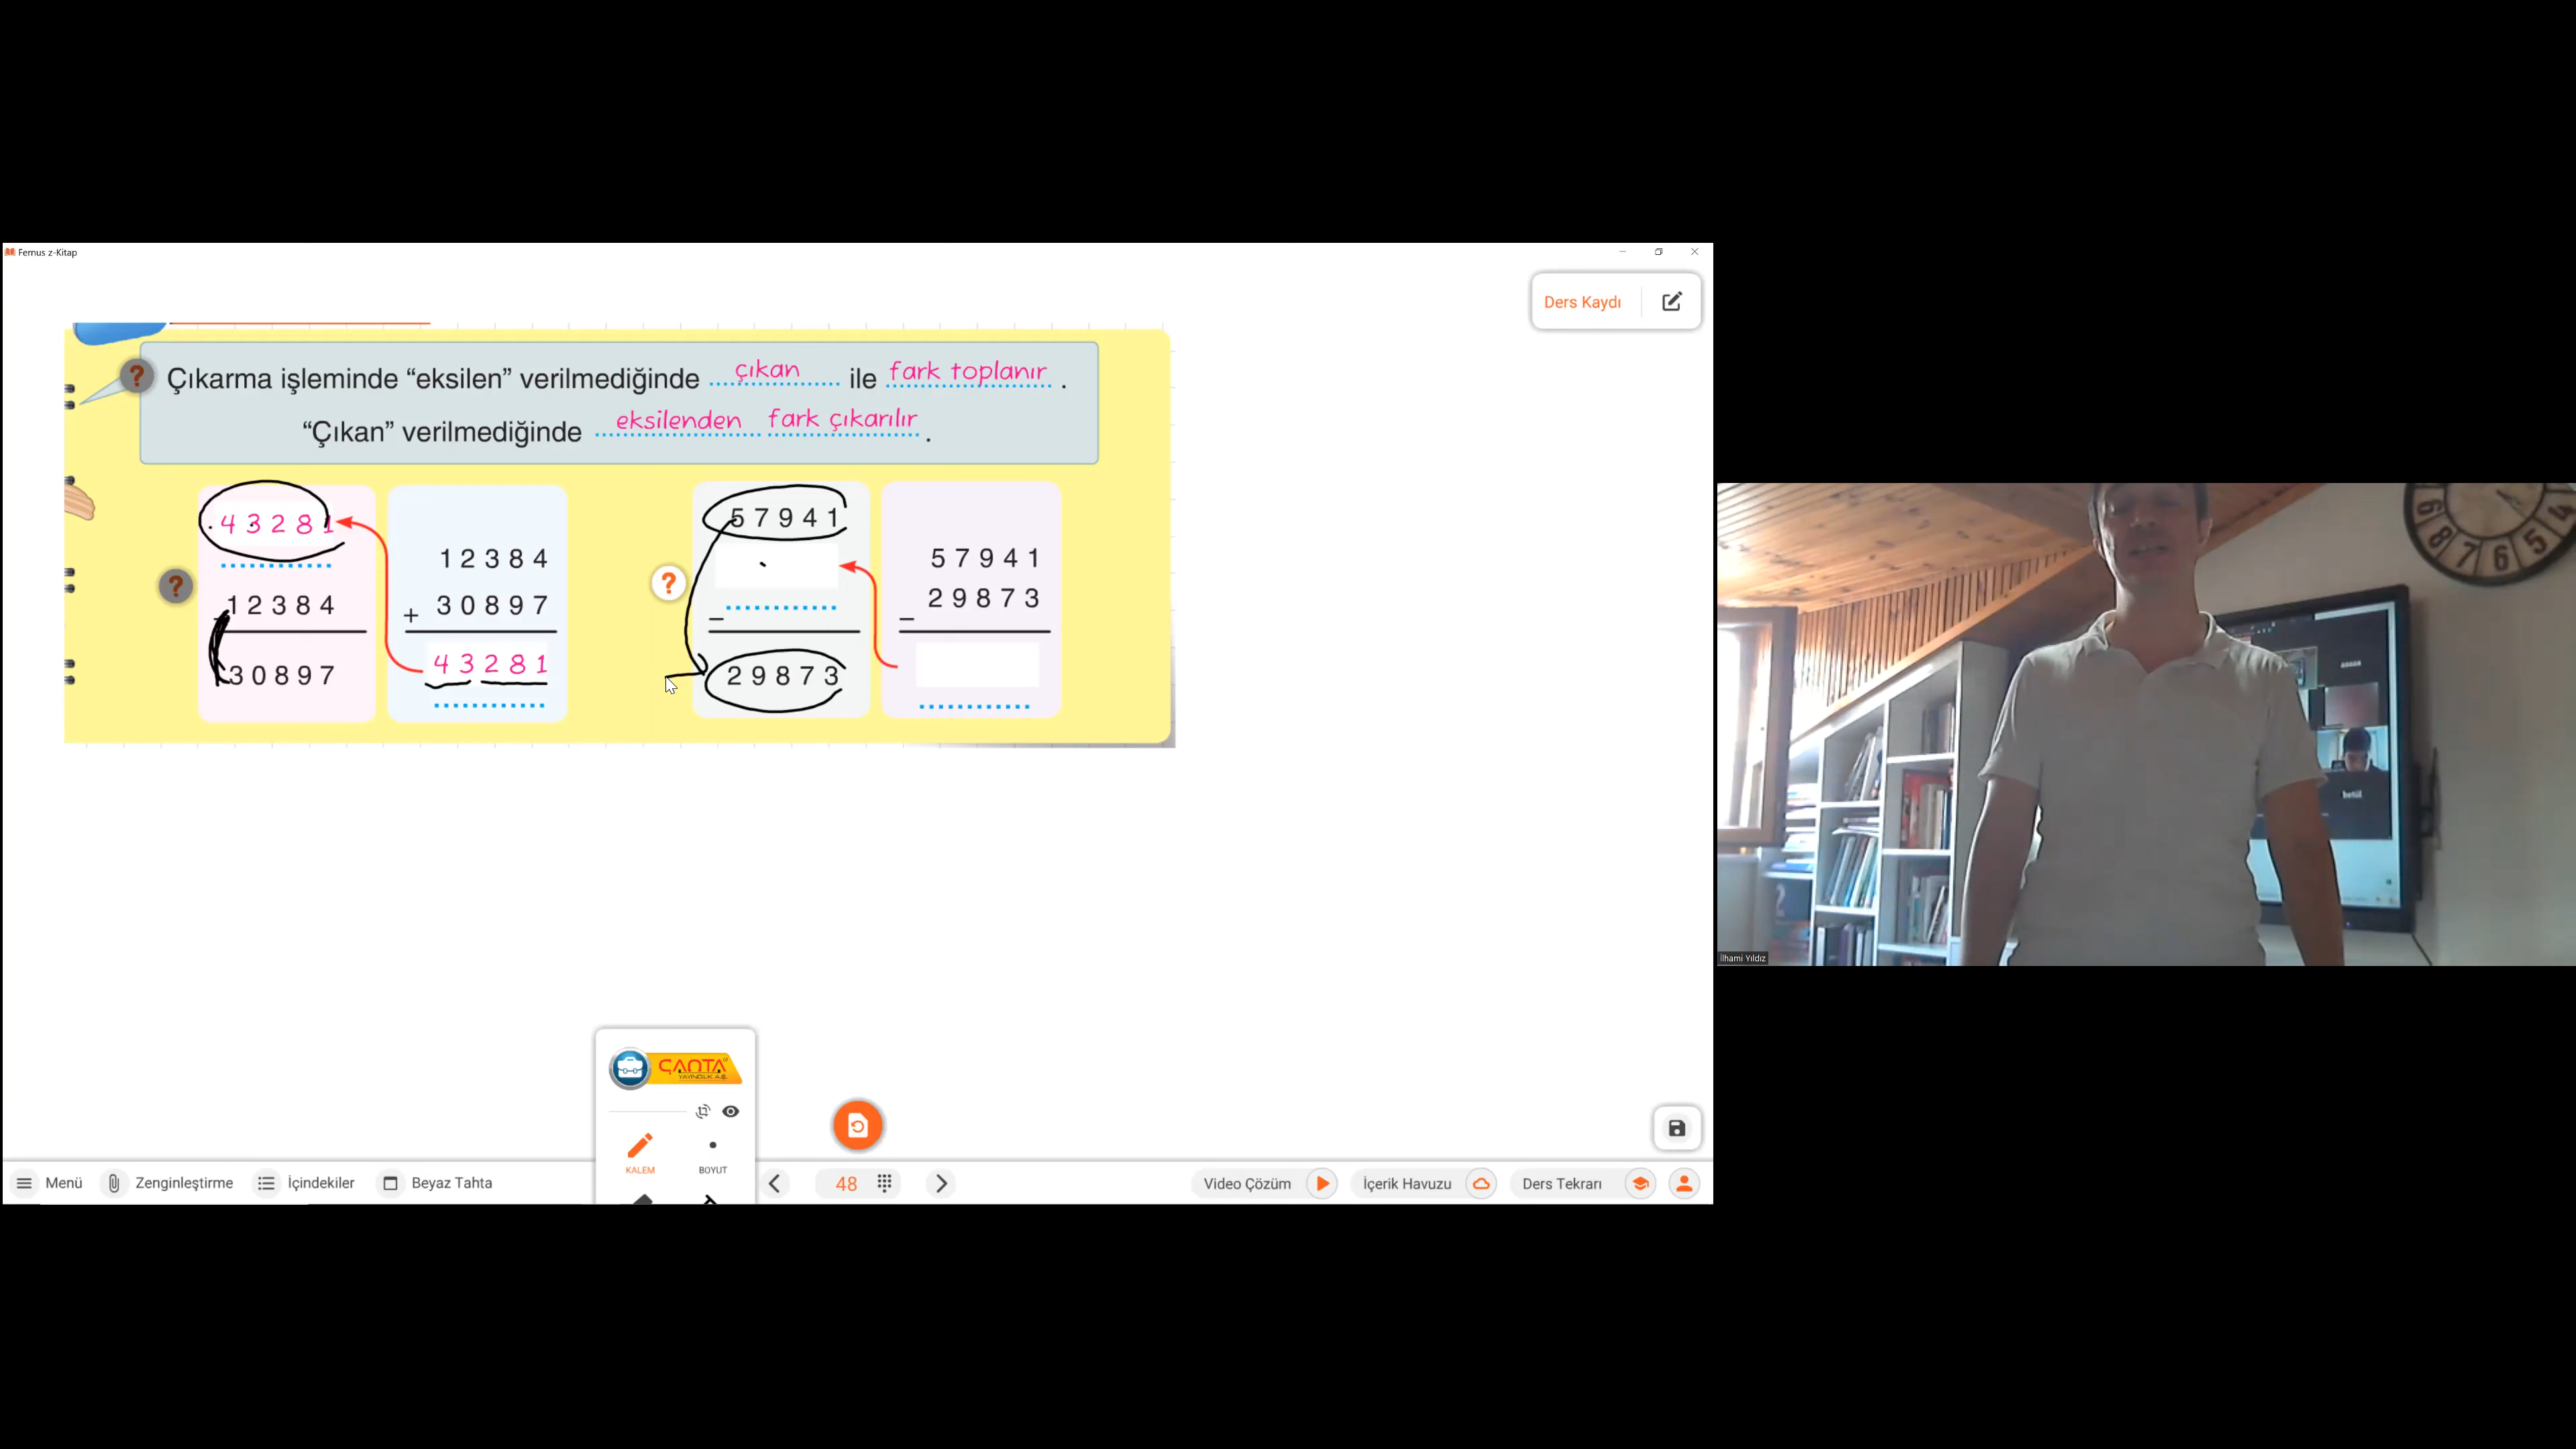 Fernus z-Kitap
Ders Kaydı
Çıkarma işleminde “eksilen” verilmediğinde çıkan ile fark toplanır .
“Çıkan” verilmediğinde eksilenden fark çıkarılır .
43281
12384
30897
12384
+ 30897
43281
57941
−
29873
57941
− 29873
İlhami Yıldız
betül
ÇANTA
YAYINCILIK A.Ş.
KALEM
BOYUT
Menü
Zenginleştirme
İçindekiler
Beyaz Tahta
48
Video Çözüm
İçerik Havuzu
Ders Tekrarı